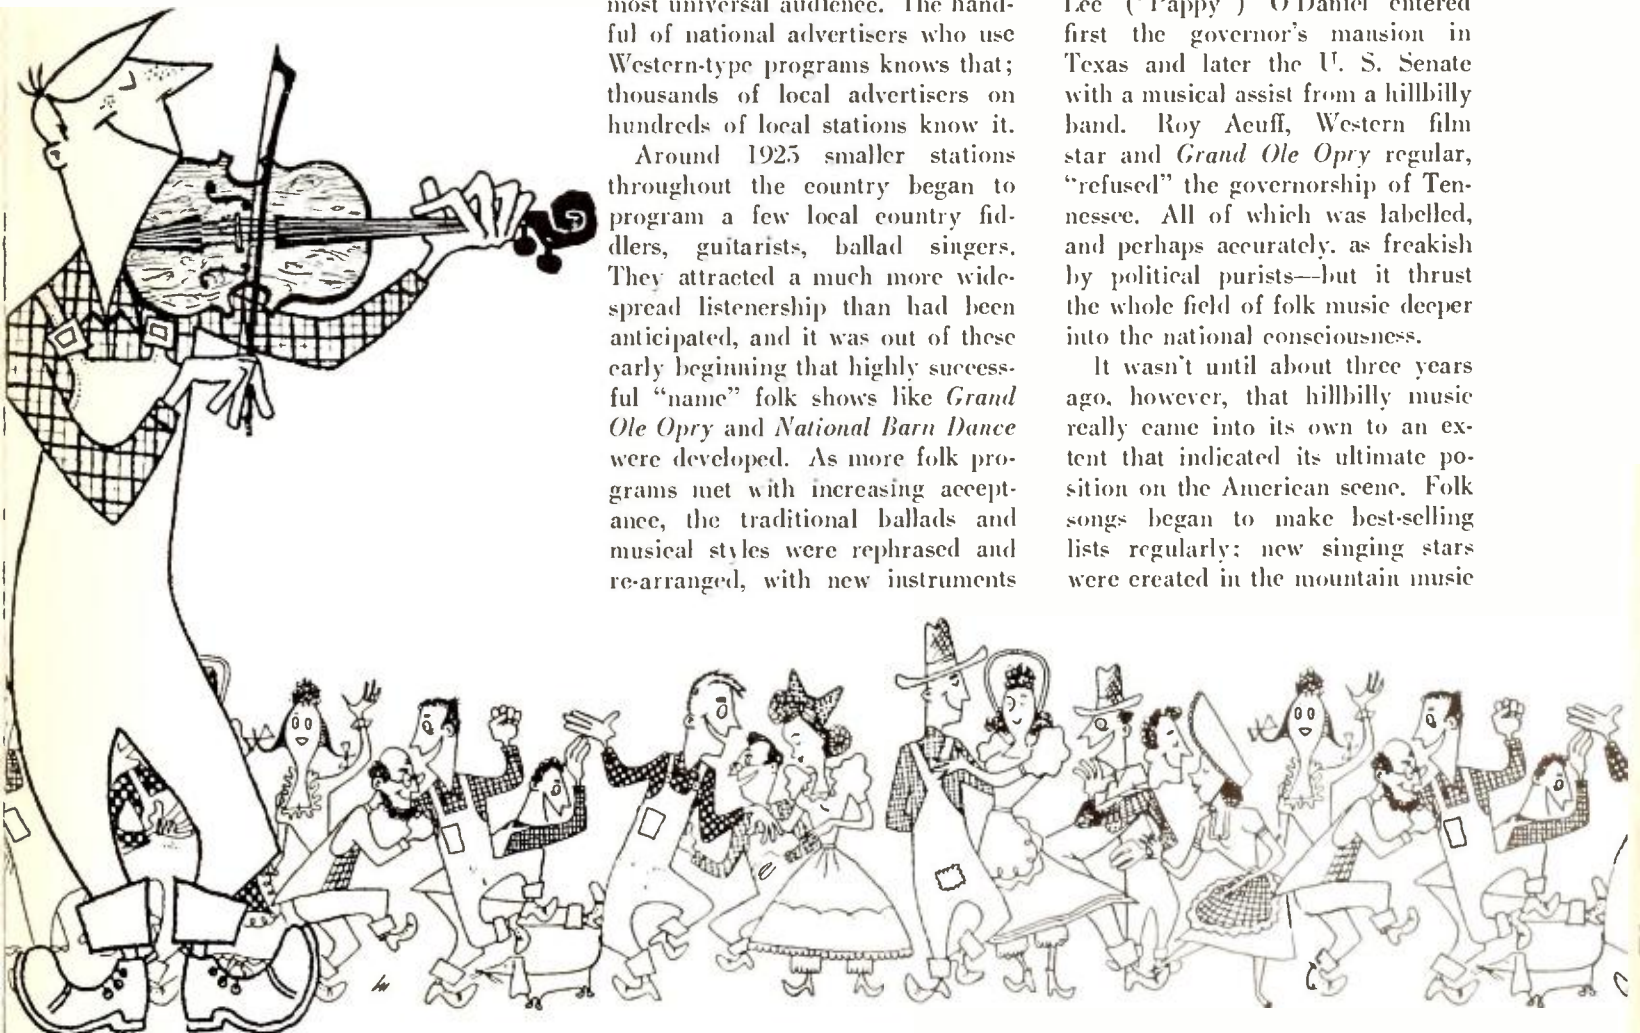 most universal audience. The hand-
ful of national advertisers who use
Western-type programs knows that;
thousands of local advertisers on
hundreds of local stations know it.
Around 1925 smaller stations
throughout the country began to
program a few local country fid-
dlers, guitarists, ballad singers.
They attracted a much more wide-
spread listenership than had been
anticipated, and it was out of these
early beginning that highly success-
ful “name” folk shows like Grand
Ole Opry and National Barn Dance
were developed. As more folk pro-
grams met with increasing accept-
ance, the traditional ballads and
musical styles were rephrased and
re-arranged, with new instruments
Lee (“Pappy”) O'Daniel entered
first the governor's mansion in
Texas and later the U. S. Senate
with a musical assist from a hillbilly
band. Roy Acuff, Western film
star and Grand Ole Opry regular,
“refused” the governorship of Ten-
nessee. All of which was labelled,
and perhaps accurately, as freakish
by political purists—but it thrust
the whole field of folk music deeper
into the national consciousness.
It wasn't until about three years
ago, however, that hillbilly music
really came into its own to an ex-
tent that indicated its ultimate po-
sition on the American scene. Folk
songs began to make best-selling
lists regularly; new singing stars
were created in the mountain music